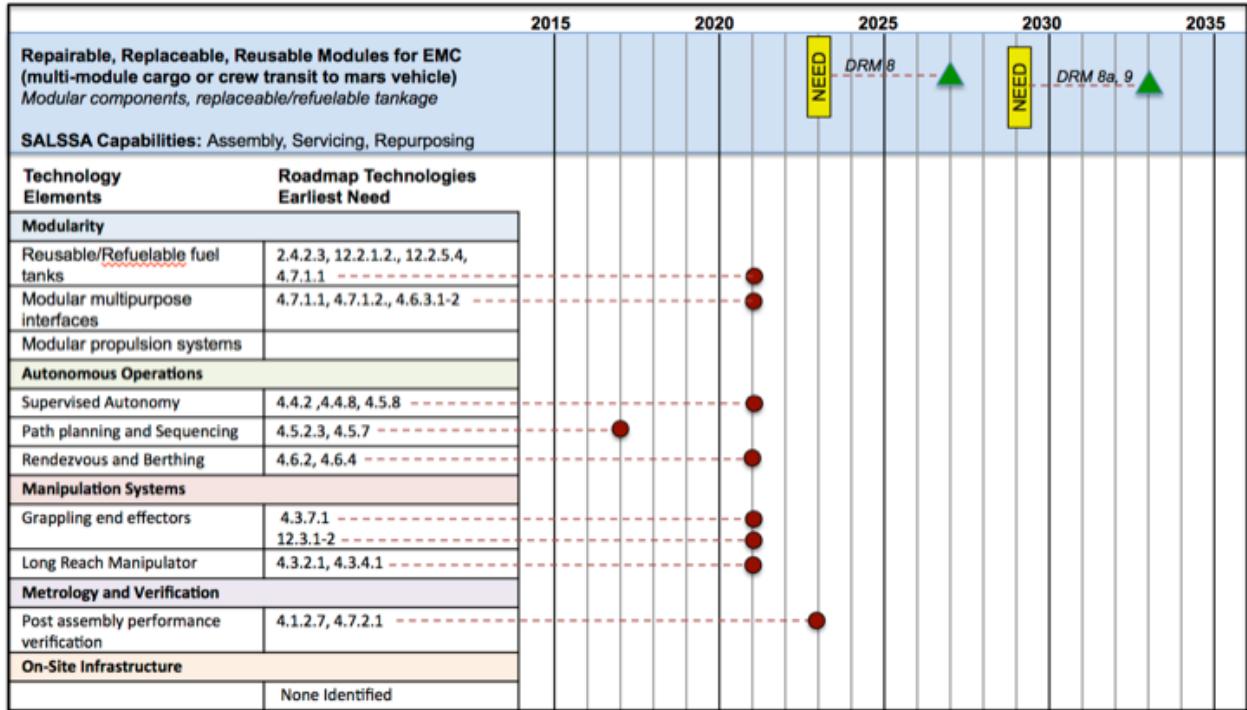 2015 2020 2025 2030 2035
Repairable, Replaceable, Reusable Modules for EMC
(multi-module cargo or crew transit to mars vehicle)
Modular components, replaceable/refuelable tankage
SALSSA Capabilities: Assembly, Servicing, Repurposing
NEED
DRM 8
NEED
DRM 8a, 9
Technology
Elements
Roadmap Technologies
Earliest Need
Modularity
Reusable/Refuelable fuel
tanks
2.4.2.3, 12.2.1.2., 12.2.5.4,
4.7.1.1
Modular multipurpose
interfaces
4.7.1.1, 4.7.1.2., 4.6.3.1-2
Modular propulsion systems
Autonomous Operations
Supervised Autonomy
4.4.2 ,4.4.8, 4.5.8
Path planning and Sequencing
4.5.2.3, 4.5.7
Rendezvous and Berthing
4.6.2, 4.6.4
Manipulation Systems
Grappling end effectors
4.3.7.1
12.3.1-2
Long Reach Manipulator
4.3.2.1, 4.3.4.1
Metrology and Verification
Post assembly performance
verification
4.1.2.7, 4.7.2.1
On-Site Infrastructure
None Identified